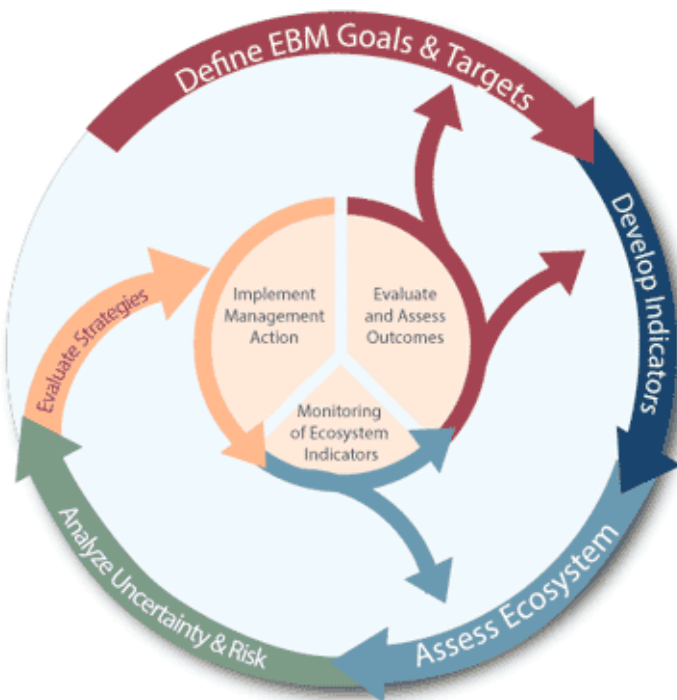 Define EBM Goals & Targets
Develop Indicators
Assess Ecosystem
Analyze Uncertainty & Risk
Evaluate Strategies
Implement
Management
Action
Evaluate
and Assess
Outcomes
Monitoring
of Ecosystem
Indicators